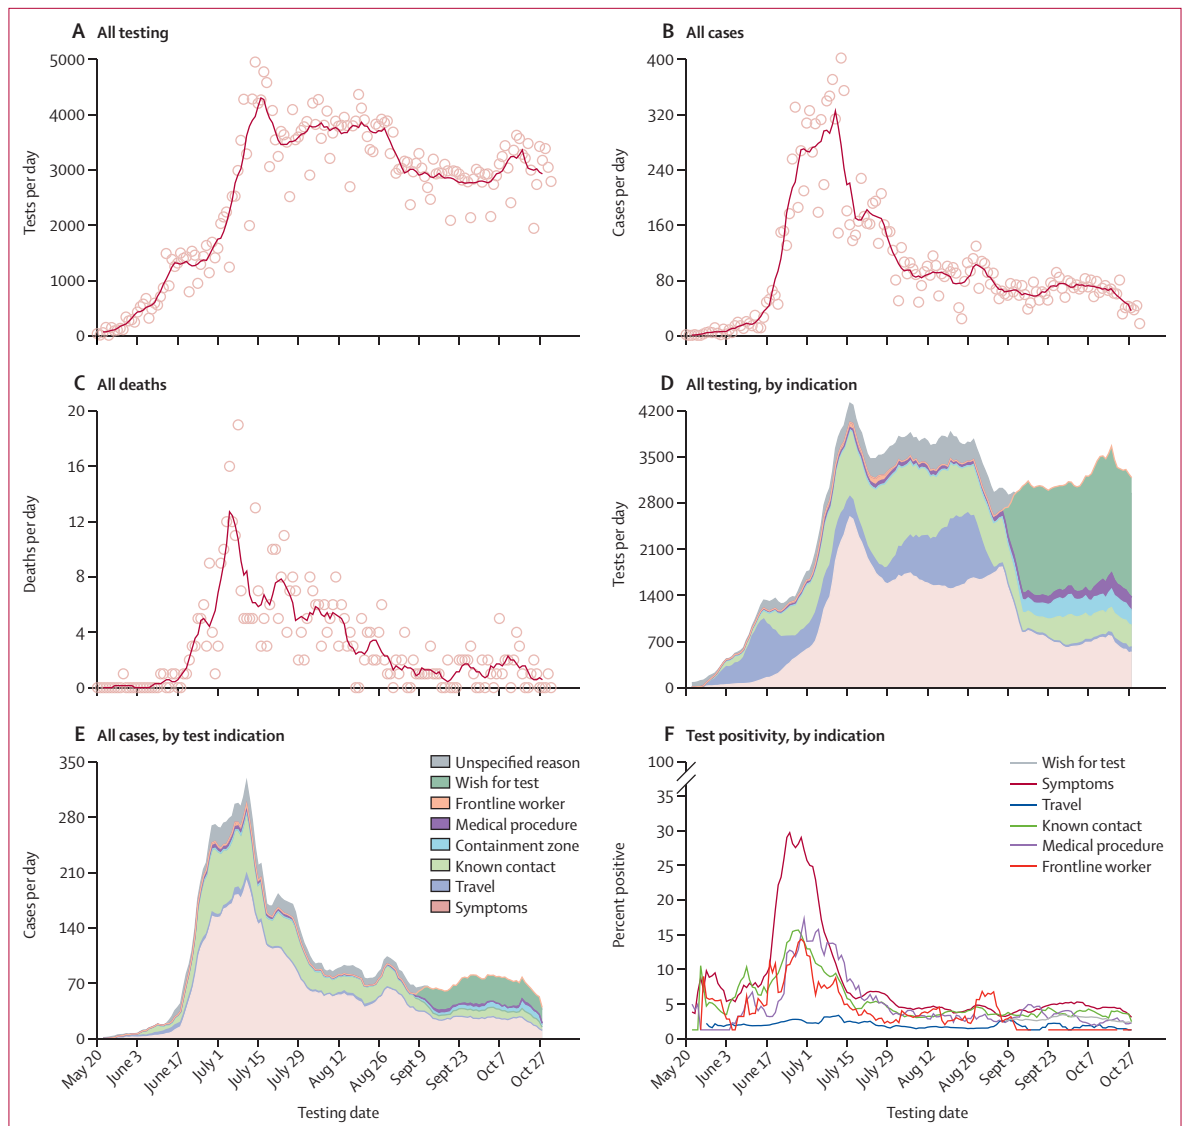 A All testing
5000
4000
3000
2000
1000
0
Tests per day
B All cases
400
320
240
160
80
0
Cases per day
C All deaths
20
16
12
8
4
0
Deaths per day
D All testing, by indication
4200
3500
2800
2100
1400
700
0
Tests per day
E All cases, by test indication
350
280
210
140
70
0
Cases per day
Unspecified reason
Wish for test
Frontline worker
Medical procedure
Containment zone
Known contact
Travel
Symptoms
May 20
June 3
June 17
July 1
July 15
July 29
Aug 12
Aug 26
Sept 9
Sept 23
Oct 7
Oct 27
Testing date
F Test positivity, by indication
100
35
30
25
20
15
10
5
0
Percent positive
Wish for test
Symptoms
Travel
Known contact
Medical procedure
Frontline worker
May 20
June 3
June 17
July 1
July 15
July 29
Aug 12
Aug 26
Sept 9
Sept 23
Oct 7
Oct 27
Testing date